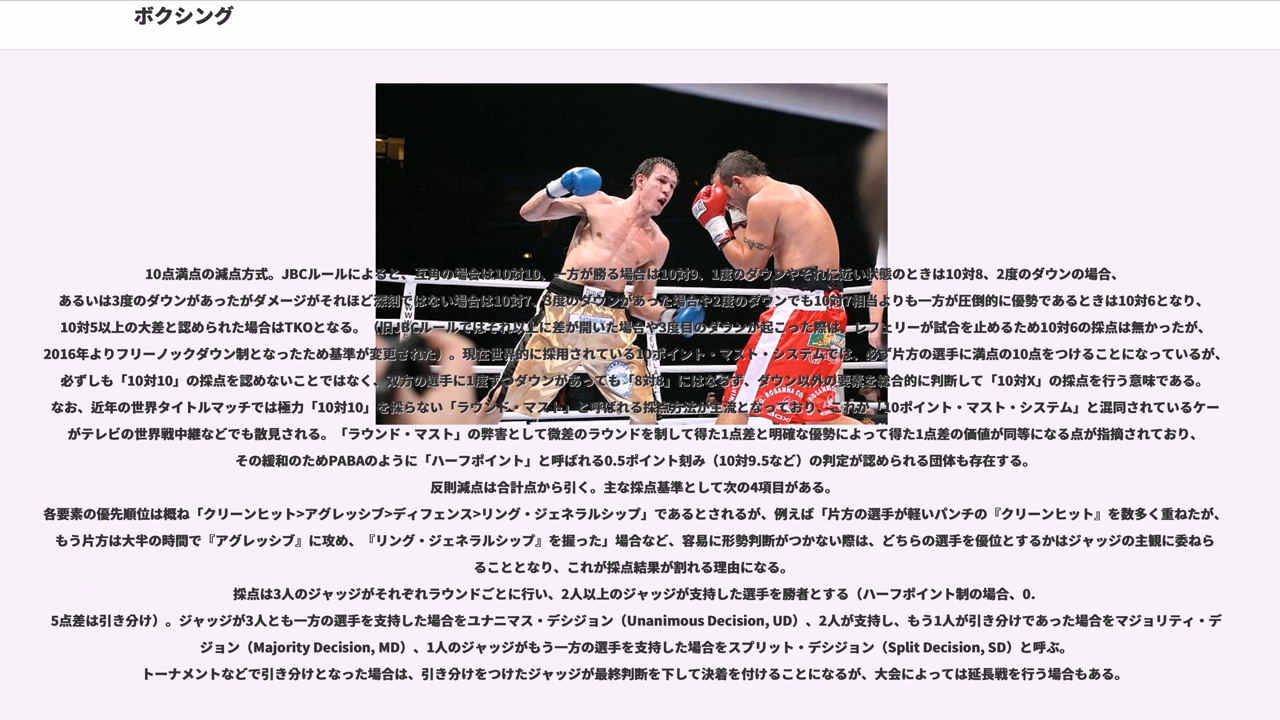 ボクシング
10点満点の減点方式。JBCルールによると、互角の場合は10対10、一方が勝る場合は10対9、1度のダウンやそれに近い状態のときは10対8、2度のダウンの場合、
あるいは3度のダウンがあったがダメージがそれほど深刻ではない場合は10対7、3度のダウンがあった場合や2度のダウンでも10対7相当よりも一方が圧倒的に優勢であるときは10対6となり、
10対5以上の大差と認められた場合はTKOとなる。（旧JBCルールではそれ以上に差が開いた場合や3度目のダウンが起こった際は、レフェリーが試合を止めるため10対6の採点は無かったが、
2016年よりフリーノックダウン制となったため基準が変更された）。現在世界的に採用されている10ポイント・マスト・システムでは、必ず片方の選手に満点の10点をつけることになっているが、
必ずしも「10対10」の採点を認めないことではなく、双方の選手に1度ずつダウンがあっても「8対8」にはならず、ダウン以外の要素を総合的に判断して「10対X」の採点を行う意味である。
なお、近年の世界タイトルマッチでは極力「10対10」を採らない「ラウンド・マスト」と呼ばれる採点方法が主流となっており、これが「10ポイント・マスト・システム」と混同されているケー
がテレビの世界戦中継などでも散見される。「ラウンド・マスト」の弊害として微差のラウンドを制して得た1点差と明確な優勢によって得た1点差の価値が同等になる点が指摘されており、
その緩和のためPABAのように「ハーフポイント」と呼ばれる0.5ポイント刻み（10対9.5など）の判定が認められる団体も存在する。
反則減点は合計点から引く。主な採点基準として次の4項目がある。
各要素の優先順位は概ね「クリーンヒット>アグレッシブ>ディフェンス>リング・ジェネラルシップ」であるとされるが、例えば「片方の選手が軽いパンチの『クリーンヒット』を数多く重ねたが、
もう片方は大半の時間で『アグレッシブ』に攻め、『リング・ジェネラルシップ』を握った」場合など、容易に形勢判断がつかない際は、どちらの選手を優位とするかはジャッジの主観に委ねら
ることとなり、これが採点結果が割れる理由になる。
採点は3人のジャッジがそれぞれラウンドごとに行い、2人以上のジャッジが支持した選手を勝者とする（ハーフポイント制の場合、0.
5点差は引き分け）。ジャッジが3人とも一方の選手を支持した場合をユナニマス・デシジョン（Unanimous Decision, UD）、2人が支持し、もう1人が引き分けであった場合をマジョリティ・デ
ジョン（Majority Decision, MD）、1人のジャッジがもう一方の選手を支持した場合をスプリット・デシジョン（Split Decision, SD）と呼ぶ。
トーナメントなどで引き分けとなった場合は、引き分けをつけたジャッジが最終判断を下して決着を付けることになるが、大会によっては延長戦を行う場合もある。